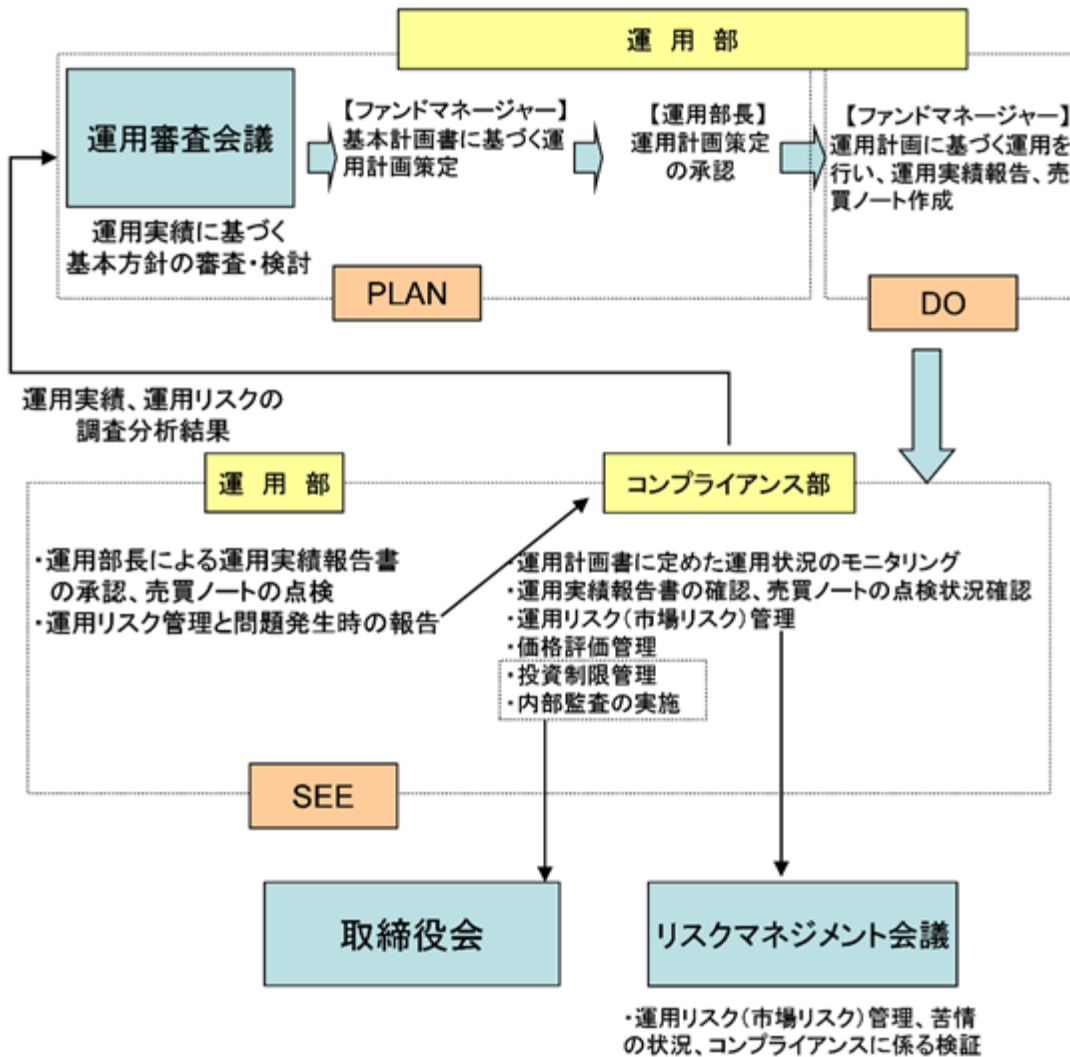 運 用 部
運用審査会議
【ファンドマネージャー】
基本計画書に基づく運
用計画策定
【運用部長】
運用計画策定
の承認
【ファンドマネージャー】
運用計画に基づく運用を
行い、運用実績報告、売
買ノート作成
運用実績に基づく
基本方針の審査・検討
PLAN
DO
運用実績、運用リスクの
調査分析結果
運 用 部
コンプライアンス部
・運用部長による運用実績報告書
の承認、売買ノートの点検
・運用リスク管理と問題発生時の報告
・運用計画書に定めた運用状況のモニタリング
・運用実績報告書の確認、売買ノートの点検状況確認
・運用リスク(市場リスク)管理
・価格評価管理
・投資制限管理
・内部監査の実施
SEE
取締役会
リスクマネジメント会議
・運用リスク(市場リスク)管理、苦情
の状況、コンプライアンスに係る検証